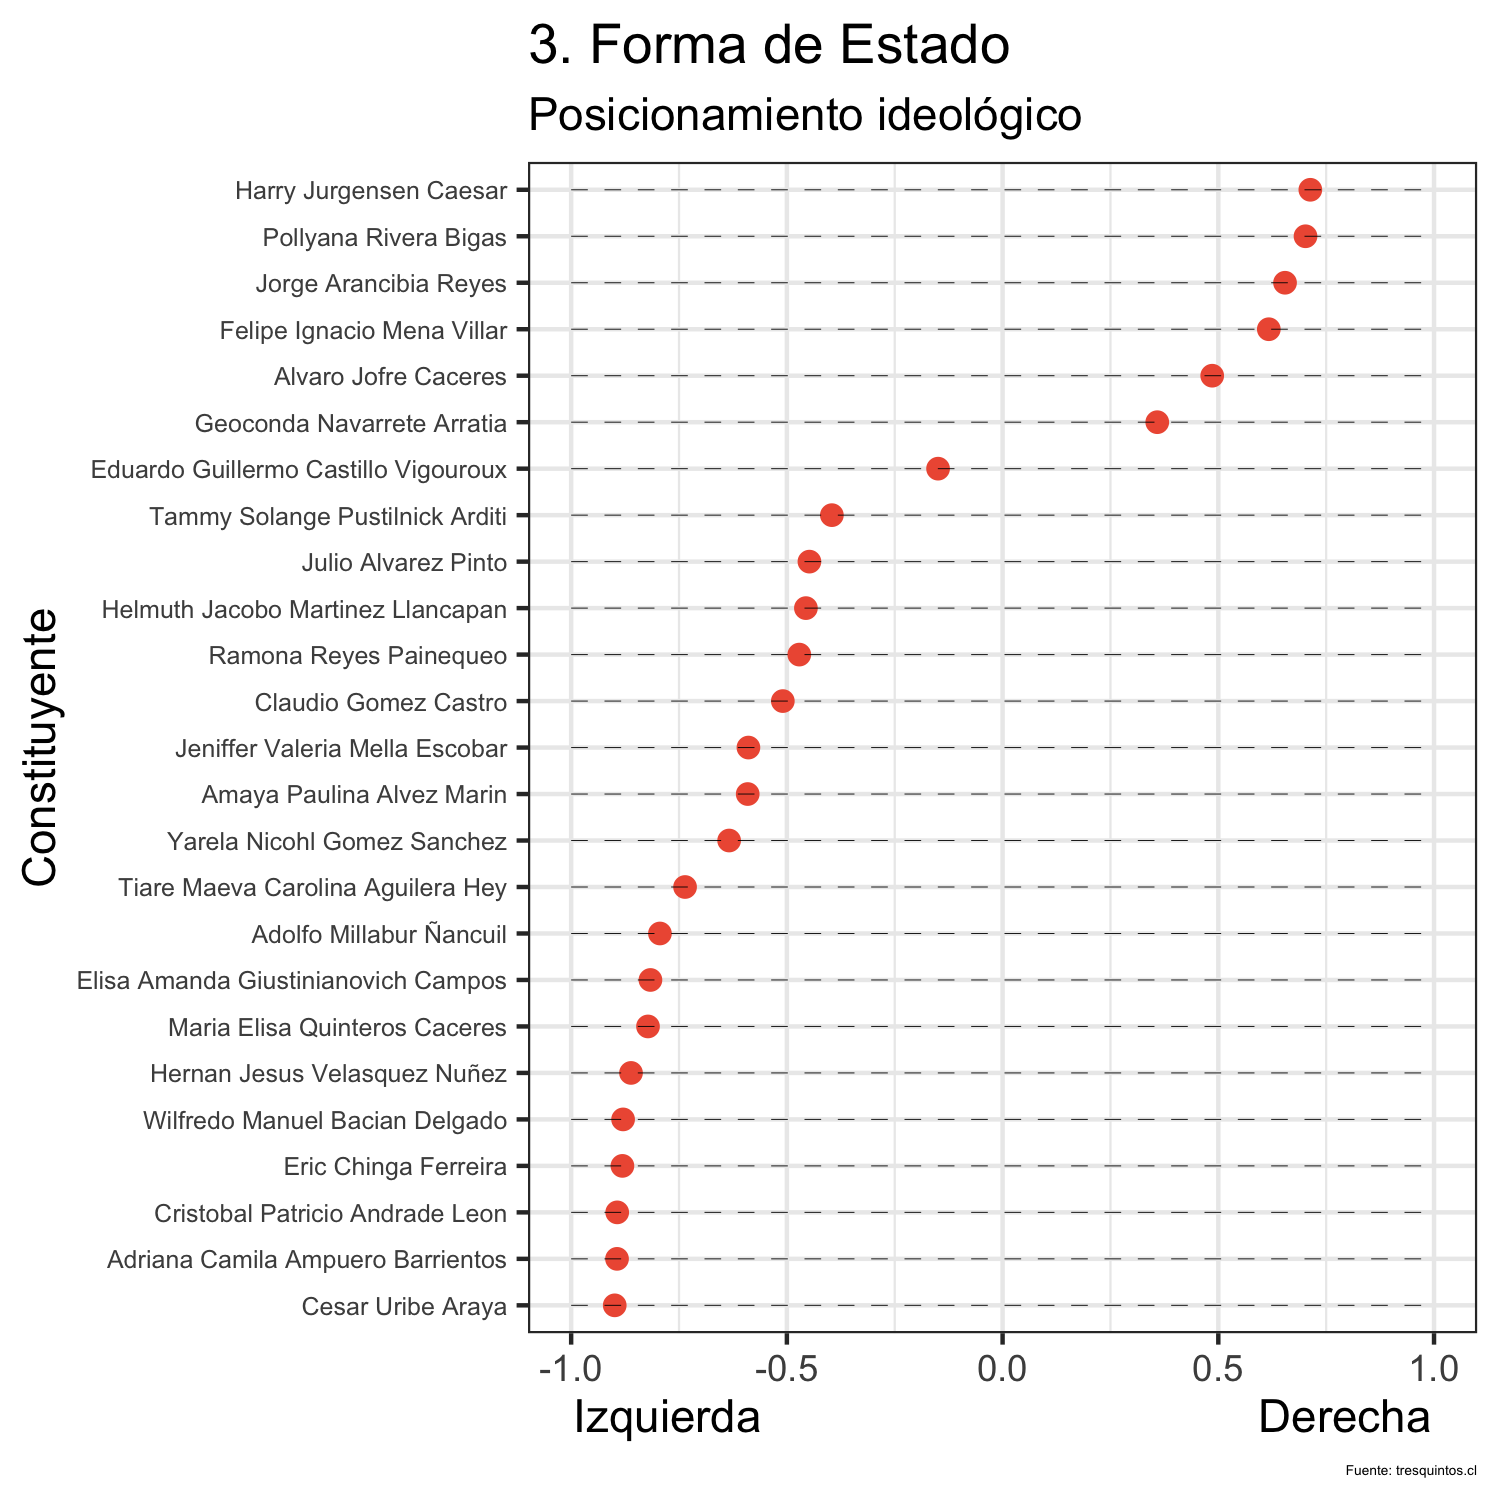 3. Forma de Estado
Posicionamiento ideológico
Constituyente
Harry Jurgensen Caesar
Pollyana Rivera Bigas
Jorge Arancibia Reyes
Felipe Ignacio Mena Villar
Alvaro Jofre Caceres
Geoconda Navarrete Arratia
Eduardo Guillermo Castillo Vigouroux
Tammy Solange Pustilnick Arditi
Julio Alvarez Pinto
Helmuth Jacobo Martinez Llancapan
Ramona Reyes Painequeo
Claudio Gomez Castro
Jeniffer Valeria Mella Escobar
Amaya Paulina Alvez Marin
Yarela Nicohl Gomez Sanchez
Tiare Maeva Carolina Aguilera Hey
Adolfo Millabur Ñancuil
Elisa Amanda Giustinianovich Campos
Maria Elisa Quinteros Caceres
Hernan Jesus Velasquez Nuñez
Wilfredo Manuel Bacian Delgado
Eric Chinga Ferreira
Cristobal Patricio Andrade Leon
Adriana Camila Ampuero Barrientos
Cesar Uribe Araya
-1.0 -0.5 0.0 0.5 1.0
Izquierda Derecha
Fuente: tresquintos.cl